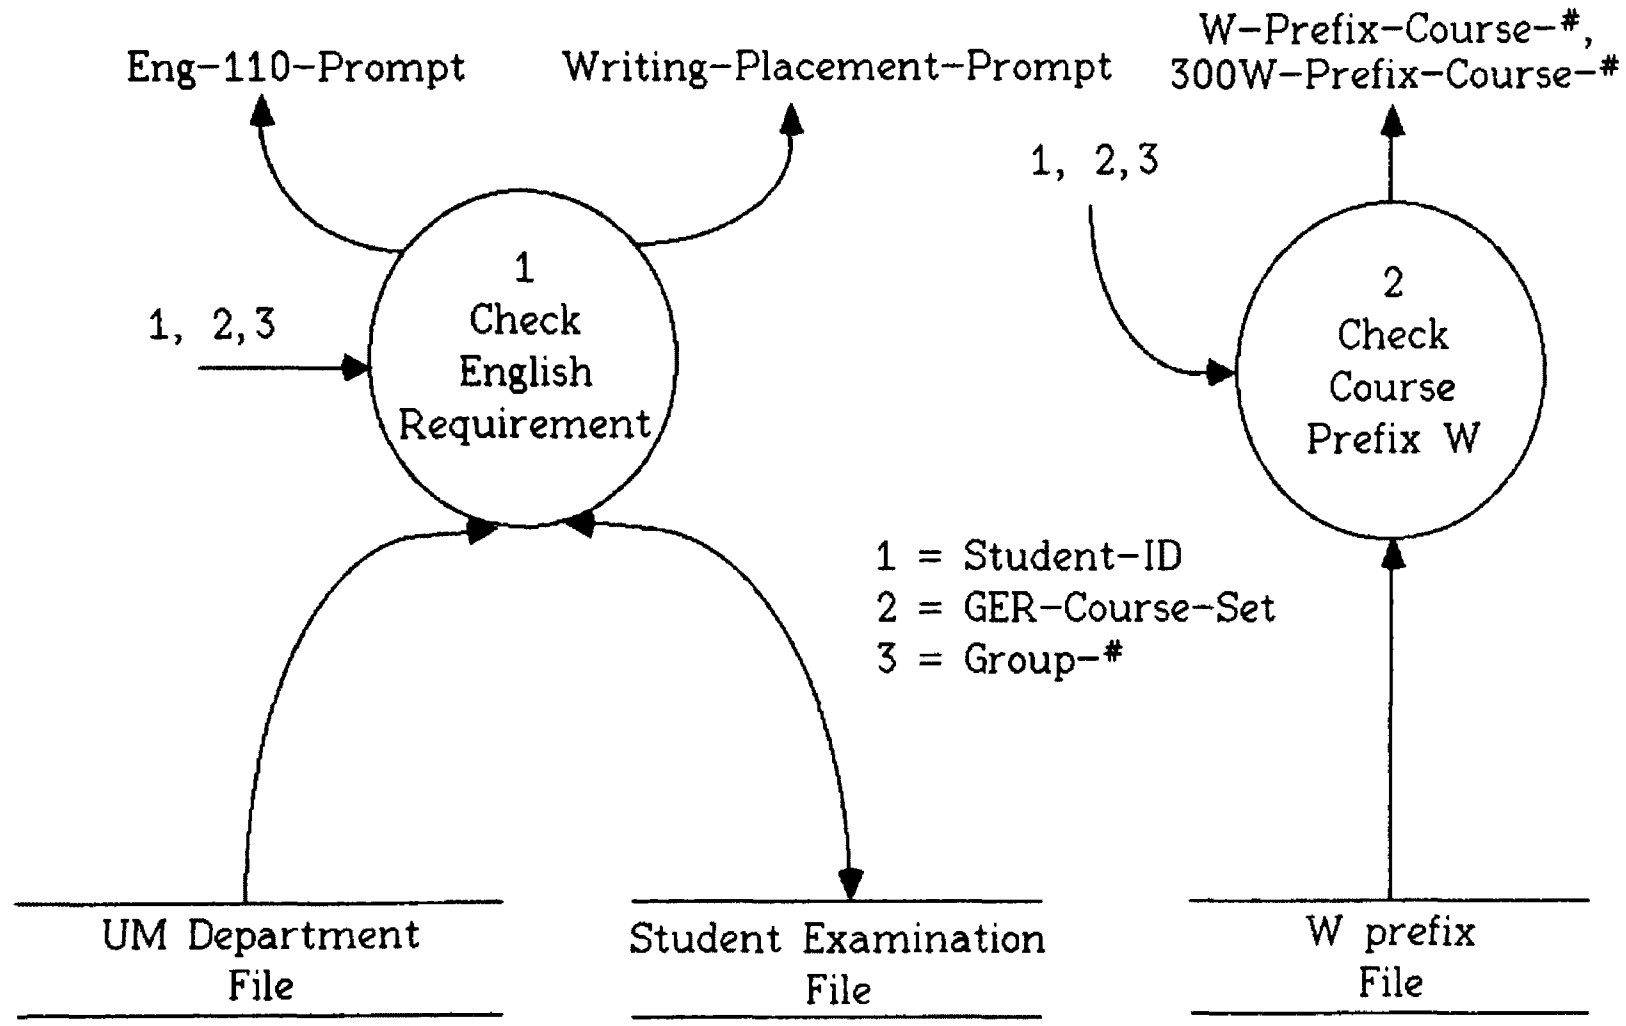 Eng-110-Prompt
Writing-Placement-Prompt
W-Prefix-Course-#,
300W-Prefix-Course-#
1, 2,3
1, 2,3
1
Check
English
Requirement
2
Check
Course
Prefix W
1 = Student-ID
2 = GER-Course-Set
3 = Group-#
UM Department
File
Student Examination
File
W prefix
File